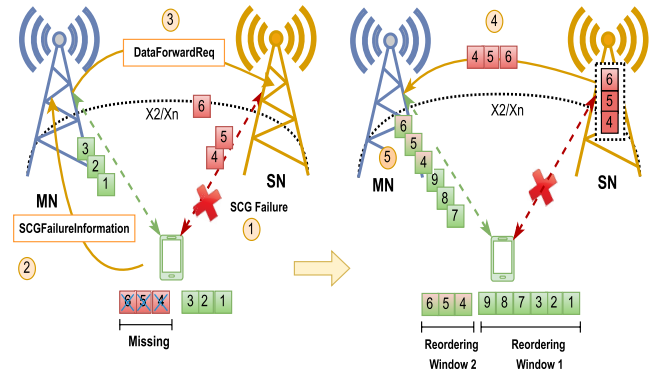 3
DataForwardReq
6
X2/Xn
5
4
3
2
1
MN
SN
SCG Failure
1
SCGFailureInformation
2
6 5 4
3 2 1
Missing
4
4 5 6
6
5
4
X2/Xn
6
5
4
9
8
7
5
MN
SN
6 5 4
9 8 7 3 2 1
Reordering
Window 2
Reordering
Window 1